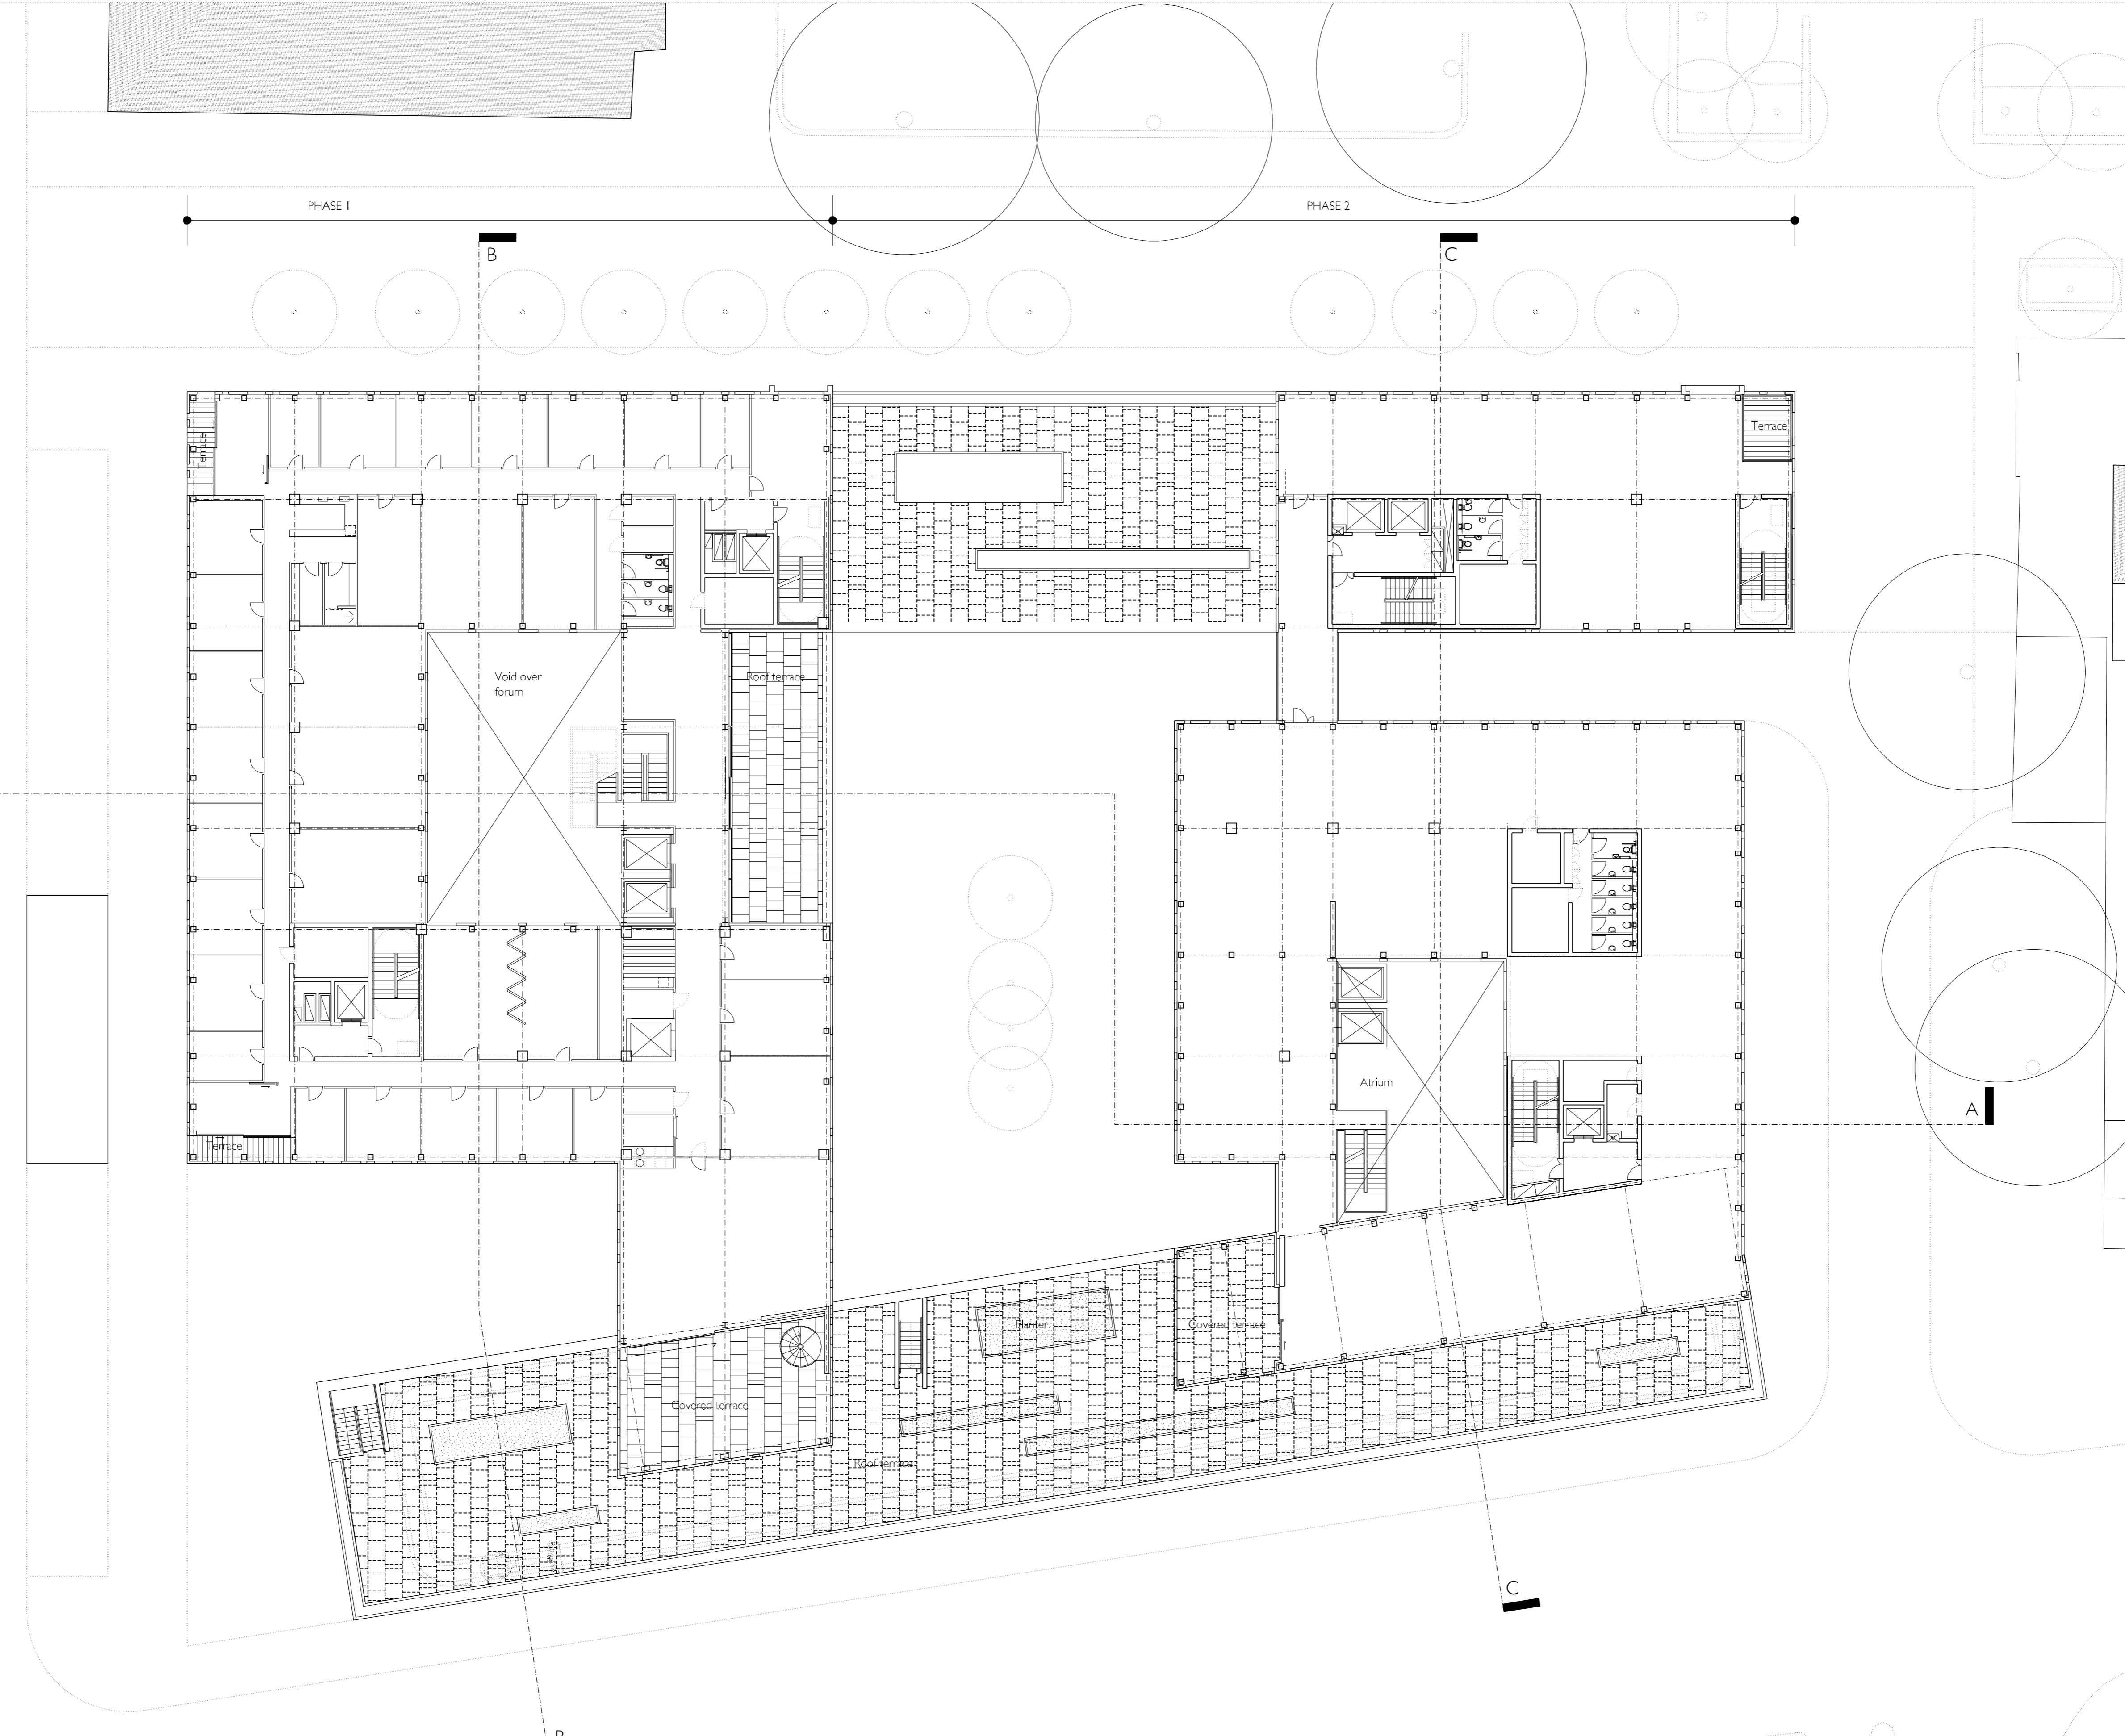 PHASE 1
PHASE 2
B
C
Terrace
Terrace
Void over
forum
Roof terrace
Atrium
A
Terrace
Planter
Covered terrace
Covered terrace
Roof terrace
C